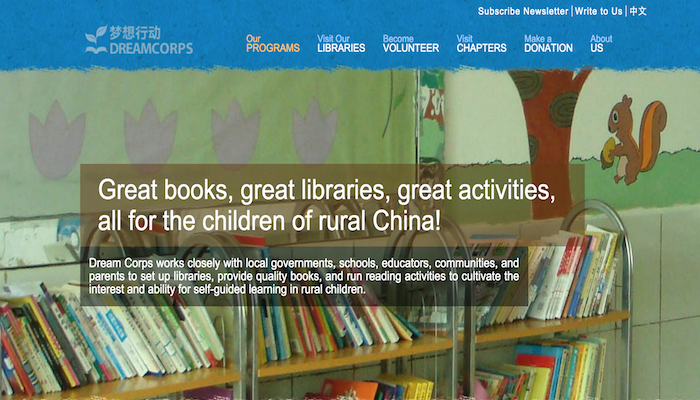 Subscribe Newsletter | Write to Us | 中文
梦想行动
DREAMCORPS
Our
PROGRAMS
Visit Our
LIBRARIES
Become
VOLUNTEER
Visit
CHAPTERS
Make a
DONATION
About
US
Great books, great libraries, great activities,
all for the children of rural China!
Dream Corps works closely with local governments, schools, educators, communities, and
parents to set up libraries, provide quality books, and run reading activities to cultivate the
interest and ability for self-guided learning in rural children.